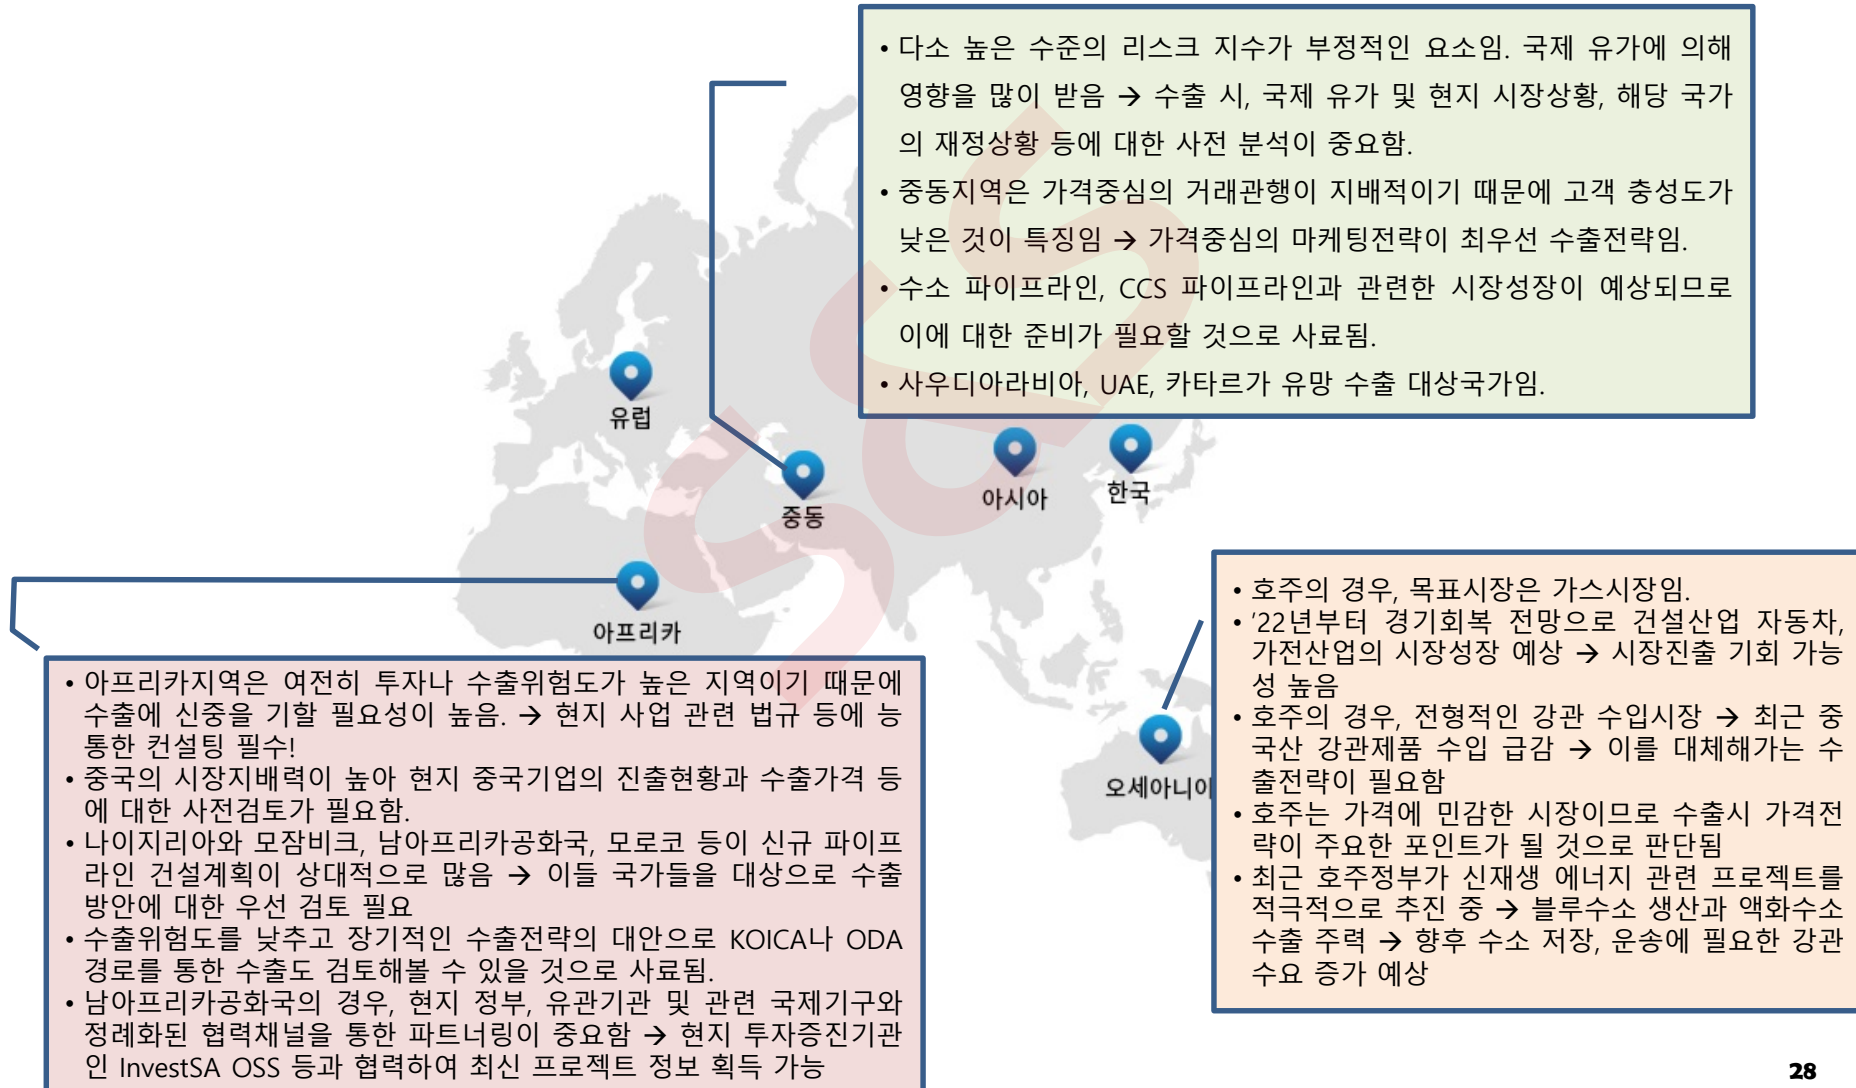 • 다소 높은 수준의 리스크 지수가 부정적인 요소임. 국제 유가에 의해
영향을 많이 받음 → 수출 시, 국제 유가 및 현지 시장상황, 해당 국가
의 재정상황 등에 대한 사전 분석이 중요함.
• 중동지역은 가격중심의 거래관행이 지배적이기 때문에 고객 충성도가
낮은 것이 특징임 → 가격중심의 마케팅전략이 최우선 수출전략임.
• 수소 파이프라인, CCS 파이프라인과 관련한 시장성장이 예상되므로
이에 대한 준비가 필요할 것으로 사료됨.
• 사우디아라비아, UAE, 카타르가 유망 수출 대상국가임.
유럽
중동
아시아
한국
아프리카
오세아니아
• 아프리카지역은 여전히 투자나 수출위험도가 높은 지역이기 때문에
수출에 신중을 기할 필요성이 높음. → 현지 사업 관련 법규 등에 능
통한 컨설팅 필수!
• 중국의 시장지배력이 높아 현지 중국기업의 진출현황과 수출가격 등
에 대한 사전검토가 필요함.
• 나이지리아와 모잠비크, 남아프리카공화국, 모로코 등이 신규 파이프
라인 건설계획이 상대적으로 많음 → 이들 국가들을 대상으로 수출
방안에 대한 우선 검토 필요
• 수출위험도를 낮추고 장기적인 수출전략의 대안으로 KOICA나 ODA
경로를 통한 수출도 검토해볼 수 있을 것으로 사료됨.
• 남아프리카공화국의 경우, 현지 정부, 유관기관 및 관련 국제기구와
정례화된 협력채널을 통한 파트너링이 중요함 → 현지 투자증진기관
인 InvestSA OSS 등과 협력하여 최신 프로젝트 정보 획득 가능
• 호주의 경우, 목표시장은 가스시장임.
• ’22년부터 경기회복 전망으로 건설산업 자동차,
가전산업의 시장성장 예상 → 시장진출 기회 가능
성 높음
• 호주의 경우, 전형적인 강관 수입시장 → 최근 중
국산 강관제품 수입 급감 → 이를 대체해가는 수
출전략이 필요함
• 호주는 가격에 민감한 시장이므로 수출시 가격전
략이 주요한 포인트가 될 것으로 판단됨
• 최근 호주정부가 신재생 에너지 관련 프로젝트를
적극적으로 추진 중 → 블루수소 생산과 액화수소
수출 주력 → 향후 수소 저장, 운송에 필요한 강관
수요 증가 예상
S&S
28